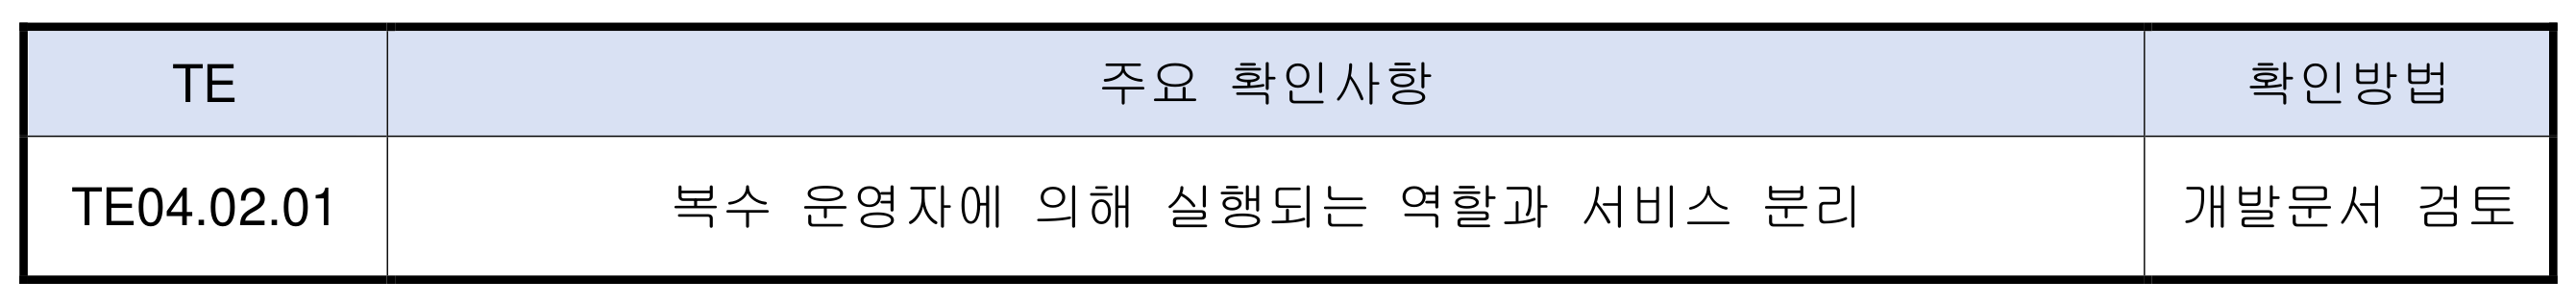 TE 주요 확인사항 확인방법
TE04.02.01 복수 운영자에 의해 실행되는 역할과 서비스 분리 개발문서 검토